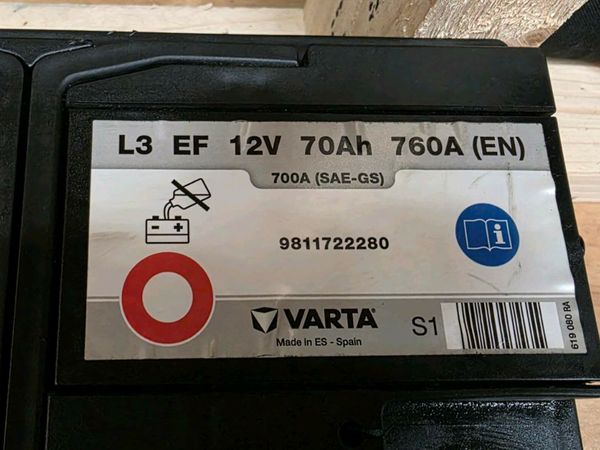 L3 EF 12V 70Ah 760A (EN)
700A (SAE-GS)
9811722280
VARTA
S1
Made in ES - Spain
619 080 RA